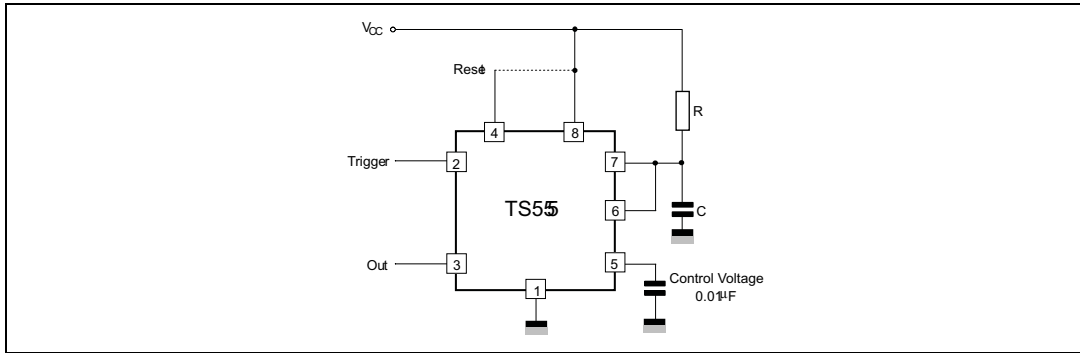 VCC
Reset
R
4
8
Trigger
2
7
TS555
6
C
Out
3
5
1
Control Voltage
0.01µF